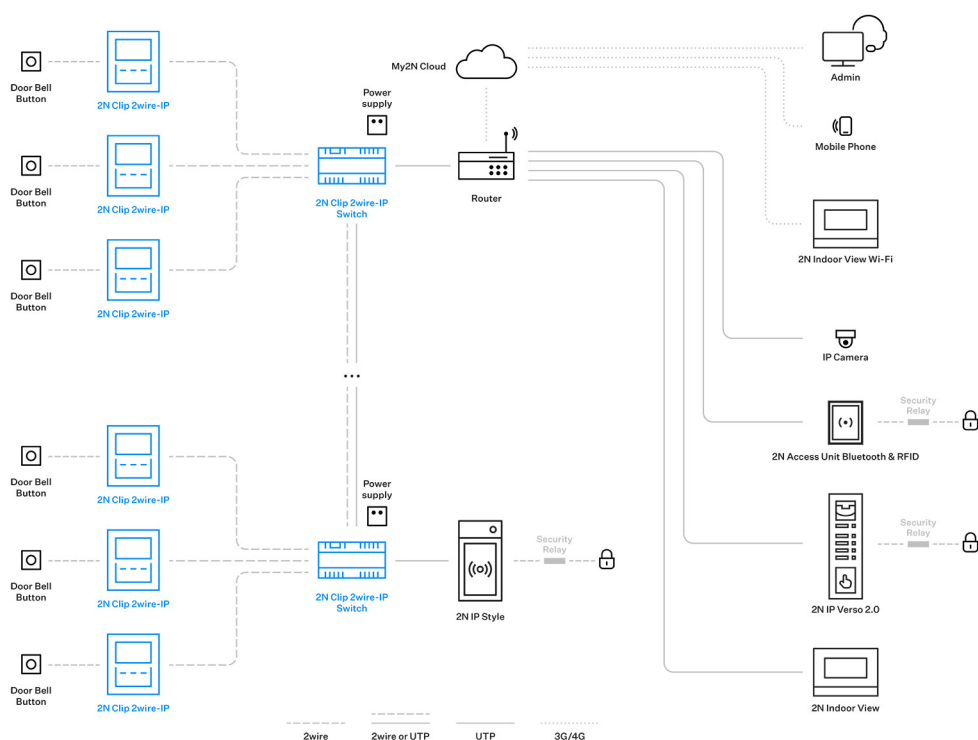 Door Bell
Button
2N Clip 2wire-IP
Door Bell
Button
2N Clip 2wire-IP
Door Bell
Button
2N Clip 2wire-IP
Power
supply
2N Clip 2wire-IP
Switch
My2N Cloud
Router
Admin
Mobile Phone
2N Indoor View Wi-Fi
IP Camera
Security
Relay
2N Access Unit Bluetooth & RFID
Security
Relay
2N IP Verso 2.0
2N Indoor View
...
Door Bell
Button
2N Clip 2wire-IP
Door Bell
Button
2N Clip 2wire-IP
Door Bell
Button
2N Clip 2wire-IP
Power
supply
2N Clip 2wire-IP
Switch
2N IP Style
Security
Relay
2wire
2wire or UTP
UTP
3G/4G